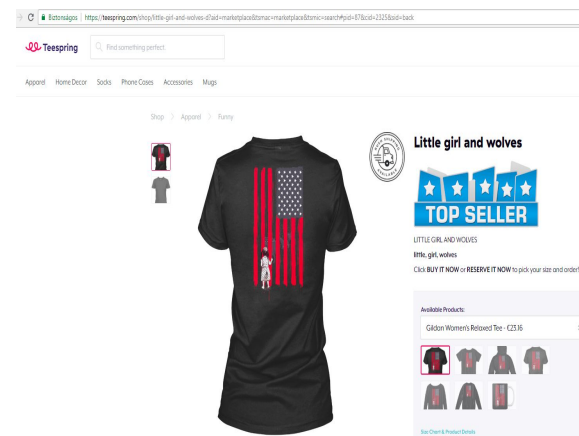 Biztonságos | https://teespring.com/shop/little-girl-and-wolves-d?aid=marketplace&tsmac=marketplace&tsmic=search#pid=87&cid=2325&sid=back
Teespring
Find something perfect
Apparel Home Decor Socks Phone Cases Accessories Mugs
Shop > Apparel > Funny
Little girl and wolves
TOP SELLER
LITTLE GIRL AND WOLVES
little, girl, wolves
Click BUY IT NOW or RESERVE IT NOW to pick your size and order!
Available Products:
Gildan Women's Relaxed Tee - €23.16
Size Chart & Product Details